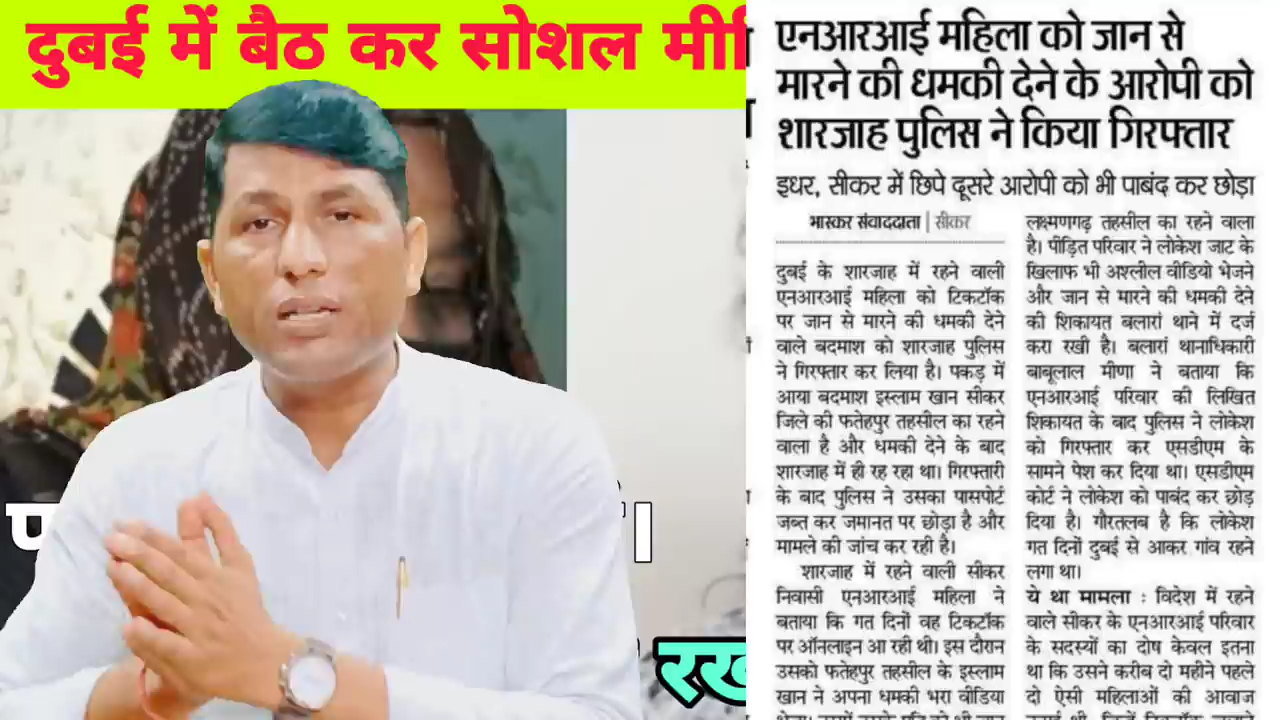 दुबई में बैठ कर सोशल
एनआरआई महिला को जान से
मारने की धमकी देने के आरोपी को
शारजाह पुलिस ने किया गिरफ्तार
इधर, सीकर में छिपे दूसरे आरोपी को भी पाबंद कर छोड़ा
भास्कर संवाददाता | सीकर
दुबई के शारजाह में रहने वाली
एनआरआई महिला को टिकटॉक
पर जान से मारने की धमकी देने
वाले बदमाश को शारजाह पुलिस
ने गिरफ्तार कर लिया है। पकड़ में
आया बदमाश इस्लाम खान सीकर
जिले की फतेहपुर तहसील का रहने
वाला है और धमकी देने के बाद
शारजाह में ही रह रहा था। गिरफ्तारी
के बाद पुलिस ने उसका पासपोर्ट
जब्त कर जमानत पर छोड़ा है और
मामले की जांच कर रही है।
शारजाह में रहने वाली सीकर
निवासी एनआरआई महिला ने
बताया कि गत दिनों वह टिकटॉक
पर ऑनलाइन आ रही थी। इस दौरान
उसको फतेहपुर तहसील के इस्लाम
खान ने अपना धमकी भरा वीडिया
लक्ष्मणगढ़ तहसील का रहने वाला
है। पीड़ित परिवार ने लोकेश जाट के
खिलाफ भी अश्लील वीडियो भेजने
और जान से मारने की धमकी देने
की शिकायत बलारां थाने में दर्ज
करा रखी है। बलारां थानाधिकारी
बाबूलाल मीणा ने बताया कि
एनआरआई परिवार की लिखित
शिकायत के बाद पुलिस ने लोकेश
को गिरफ्तार कर एसडीएम के
सामने पेश कर दिया था। एसडीएम
कोर्ट ने लोकेश को पाबंद कर छोड़
दिया है। गौरतलब है कि लोकेश
गत दिनों दुबई से आकर गांव रहने
लगा था।
ये था मामला : विदेश में रहने
वाले सीकर के एनआरआई परिवार
के सदस्यों का दोष केवल इतना
था कि उसने करीब दो महीने पहले
दो ऐसी महिलाओं की आवाज